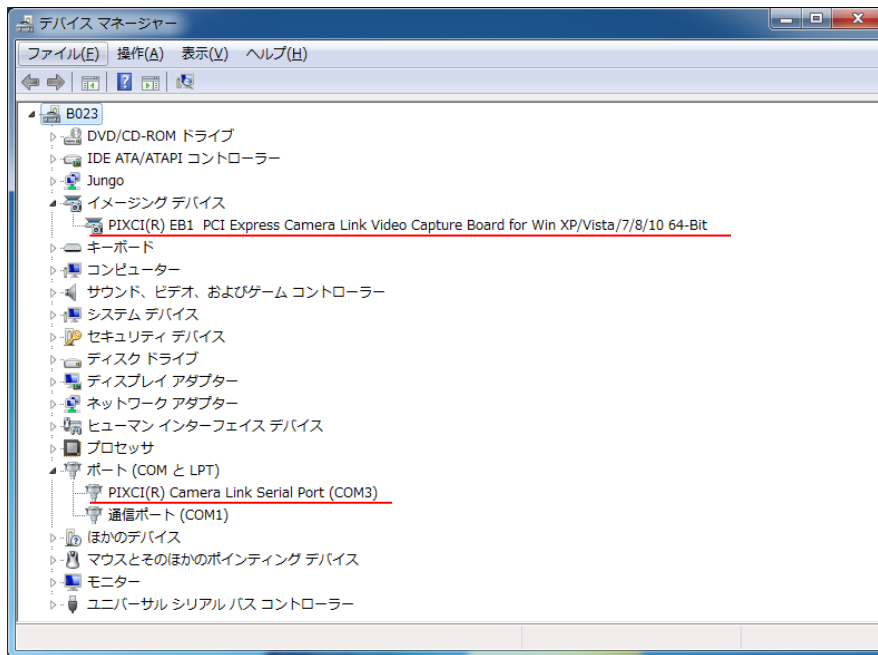 デバイス マネージャー
ファイル(F) 操作(A) 表示(V) ヘルプ(H)
B023
DVD/CD-ROM ドライブ
IDE ATA/ATAPI コントローラー
Jungo
イメージング デバイス
PIXCI(R) EB1 PCI Express Camera Link Video Capture Board for Win XP/Vista/7/8/10 64-Bit
キーボード
コンピューター
サウンド、ビデオ、およびゲーム コントローラー
システム デバイス
セキュリティ デバイス
ディスク ドライブ
ディスプレイ アダプター
ネットワーク アダプター
ヒューマン インターフェイス デバイス
プロセッサ
ポート (COM と LPT)
PIXCI(R) Camera Link Serial Port (COM3)
通信ポート (COM1)
ほかのデバイス
マウスとそのほかのポインティング デバイス
モニター
ユニバーサル シリアル バス コントローラー